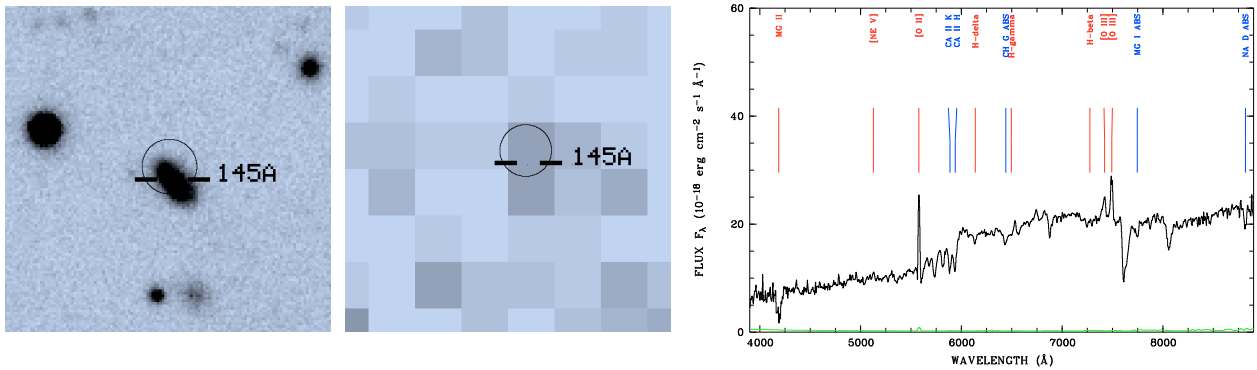 145A
145A
MG II
[NE V]
[O II]
CA II K
CA II H
H-delta
CH G ABS
H-gamma
H-beta
[O III]
[O III]
MG I ABS
NA D ABS
60
40
20
0
FLUX Fλ (10⁻¹⁸ erg cm⁻² s⁻¹ Å⁻¹)
4000 5000 6000 7000 8000
WAVELENGTH (Å)